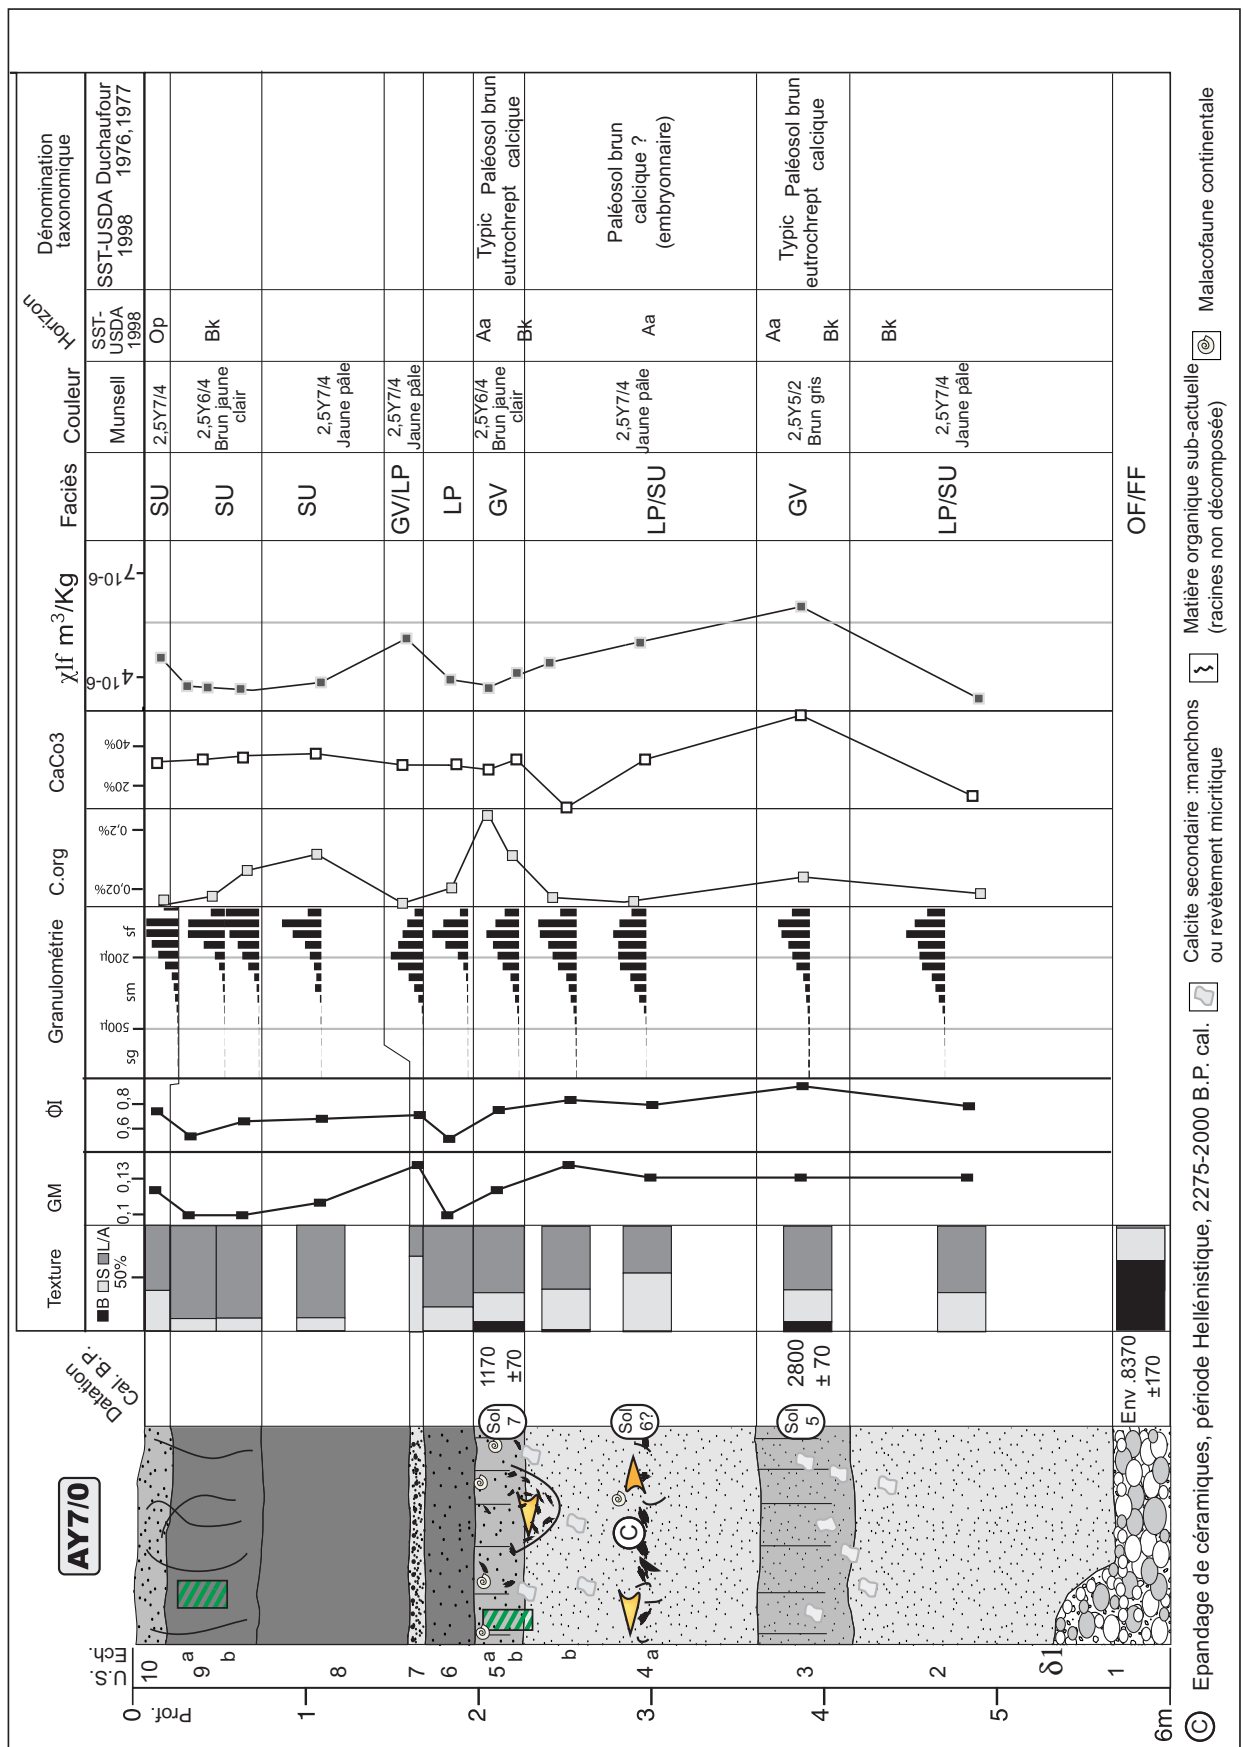 AY7/0
Prof.
U.S.
Ech.
Datation
Cal. B.P.
Texture
■B □S ■L/A
50%
GM
0,1 0,13
ΦI
0,6 0,8
Granulométrie
sg 500µ sm 200µ sf
C.org
0,02% 0,2%
CaCo3
20% 40%
χlf m³/Kg
4 10-6 7 10-6
Faciès
Couleur
Munsell
Horizon
SST-
USDA
1998
Dénomination
taxonomique
SST-USDA Duchaufour
1998 1976,1977
0
1
2
3
4
5
6m
10
9
a
b
8
7
6
5
a
b
4
b
a
3
2
δ1
1
Sol
7
Sol
6?
Sol
5
C
1170
±70
2800
± 70
Env .8370
±170
SU
SU
SU
GV/LP
LP
GV
LP/SU
GV
LP/SU
OF/FF
2,5Y7/4
2,5Y6/4
Brun jaune
clair
2,5Y7/4
Jaune pâle
2,5Y7/4
Jaune pâle
2,5Y6/4
Brun jaune
clair
2,5Y7/4
Jaune pâle
2,5Y5/2
Brun gris
2,5Y7/4
Jaune pâle
Op
Bk
Aa
Bk
Aa
Aa
Bk
Bk
Typic Paléosol brun
eutrochrept calcique
Paléosol brun
calcique ?
(embryonnaire)
Typic Paléosol brun
eutrochrept calcique
C Epandage de céramiques, période Hellénistique, 2275-2000 B.P. cal.
Calcite secondaire :manchons
ou revètement micritique
Matière organique sub-actuelle
(racines non décomposée)
Malacofaune continentale